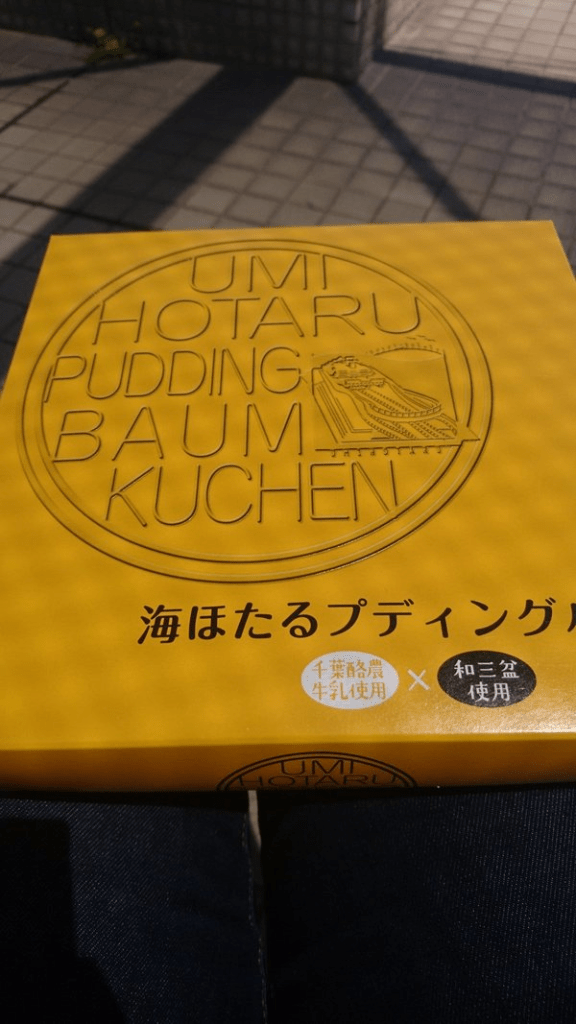 UMI
HOTARU
PUDDING
BAUM
KUCHEN
海ほたるプディング
千葉酪農
牛乳使用
×
和三盆
使用
UMI
HOTARU